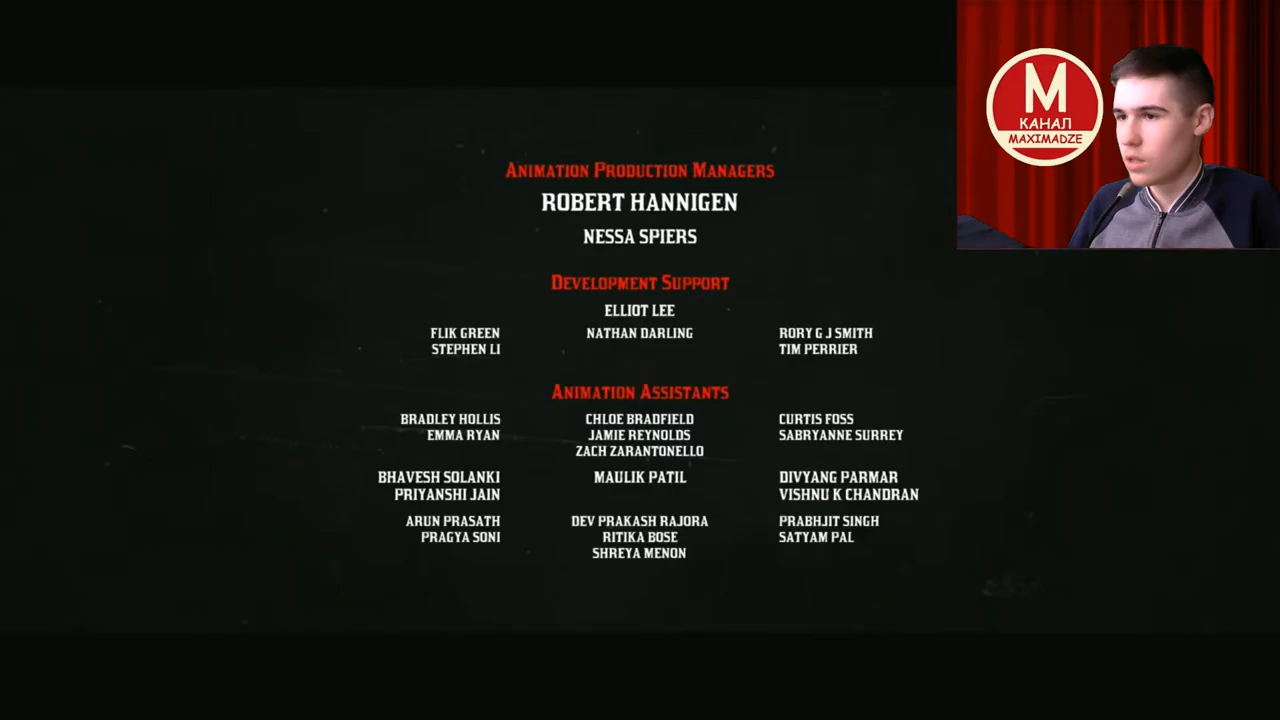 ANIMATION PRODUCTION MANAGERS
ROBERT HANNIGEN
NESSA SPIERS
DEVELOPMENT SUPPORT
ELLIOT LEE
FLIK GREEN NATHAN DARLING RORY G J SMITH
STEPHEN LI TIM PERRIER
ANIMATION ASSISTANTS
BRADLEY HOLLIS CHLOE BRADFIELD CURTIS FOSS
EMMA RYAN JAMIE REYNOLDS SABRYANNE SURREY
ZACH ZARANTONELLO
BHAVESH SOLANKI MAULIK PATIL DIVYANG PARMAR
PRIYANSHI JAIN VISHNU K CHANDRAN
ARUN PRASATH DEV PRAKASH RAJORA PRABHJIT SINGH
PRAGYA SONI RITIKA BOSE SATYAM PAL
SHREYA MENON
М
КАНАЛ
MAXIMADZE